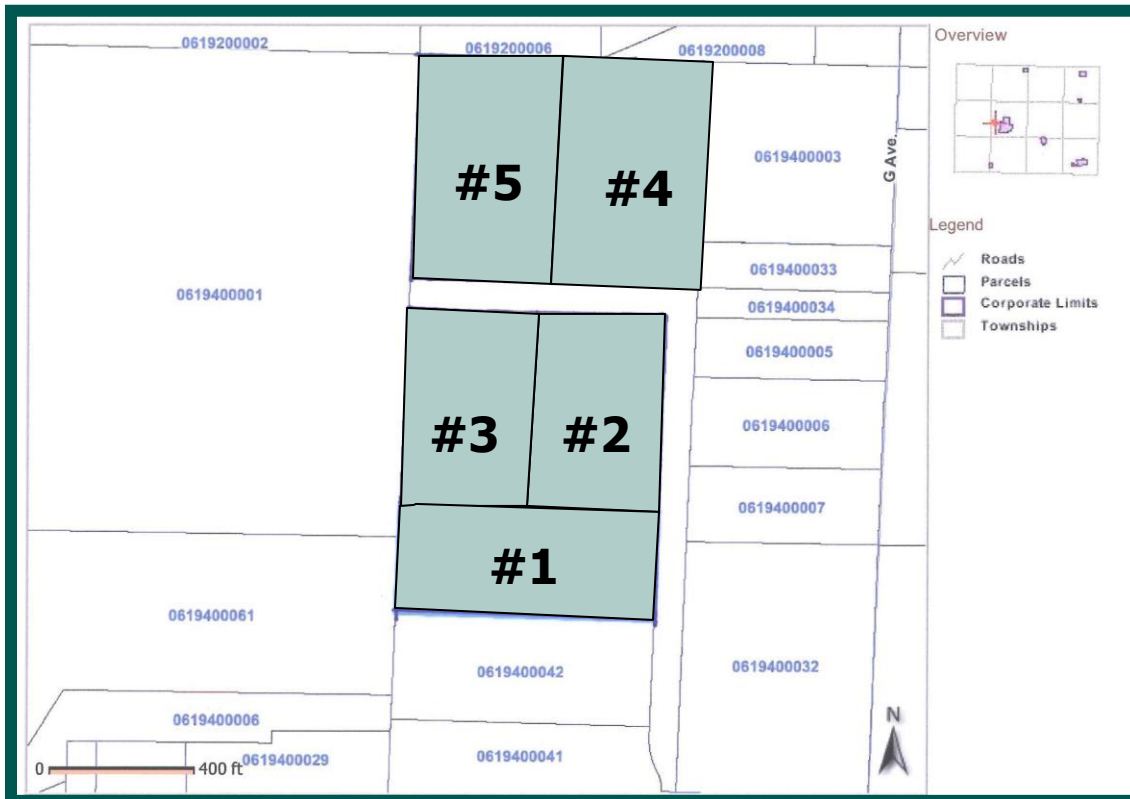 0619200002
0619200006
0619200008
Overview
G Ave.
0619400003
#5
#4
Legend
Roads
Parcels
Corporate Limits
Townships
0619400033
0619400001
0619400034
0619400005
#3
#2
0619400006
0619400007
#1
0619400061
0619400042
0619400032
0619400006
N
0619400029
0619400041
0
400 ft